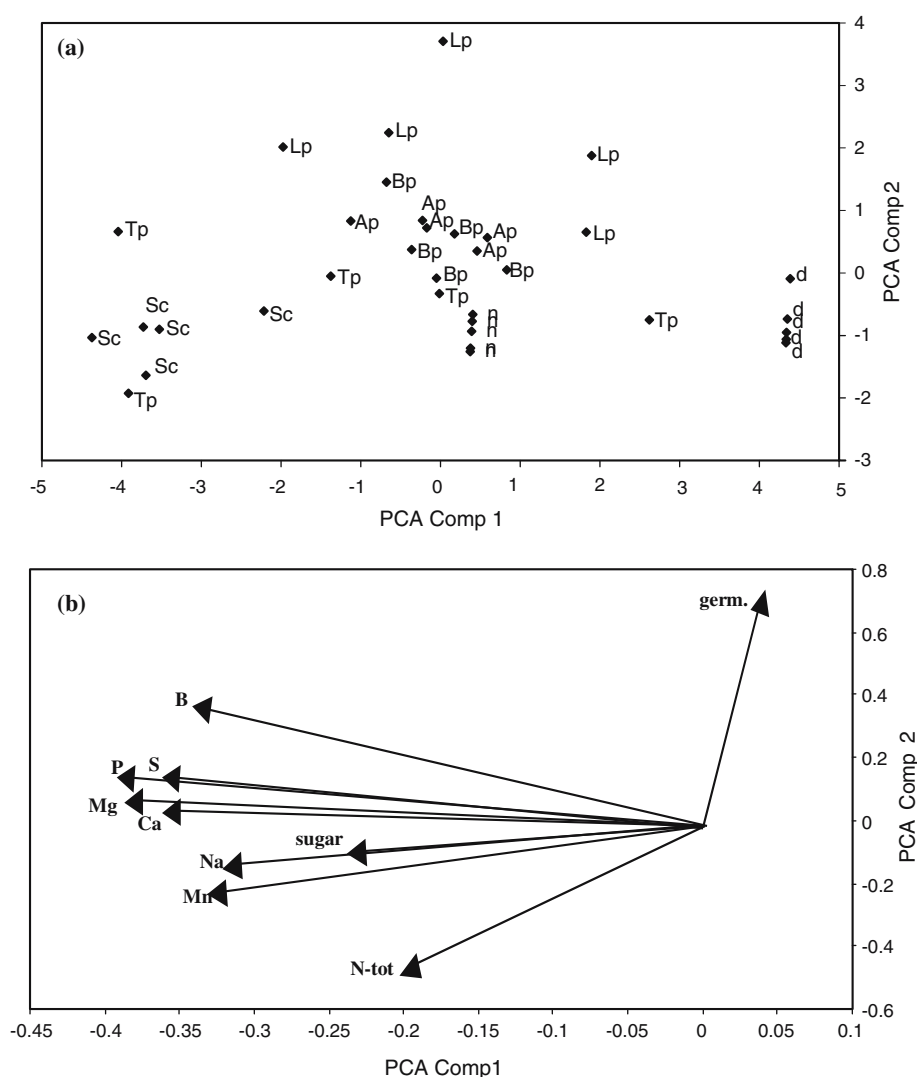 (a)
4
3
2
1
0
-1
-2
-3
PCA Comp2
Lp
Lp
Lp
Lp
Bp
Ap
Tp
Ap
Ap
Bp
Ap
Lp
Bp
Ap
Tp
Bp
Bp
d
Tp
Sc
Sc
n
Tp
d
Sc
n
d
Sc
n
d
Sc
n
d
Tp
-5
-4
-3
-2
-1
0
1
2
3
4
5
PCA Comp 1
(b)
0.8
0.6
0.4
0.2
0
-0.2
-0.4
-0.6
PCA Comp 2
germ.
B
P
S
Mg
Ca
sugar
Na
Mn
N-tot
-0.45
-0.4
-0.35
-0.3
-0.25
-0.2
-0.15
-0.1
-0.05
0
0.05
0.1
PCA Comp1